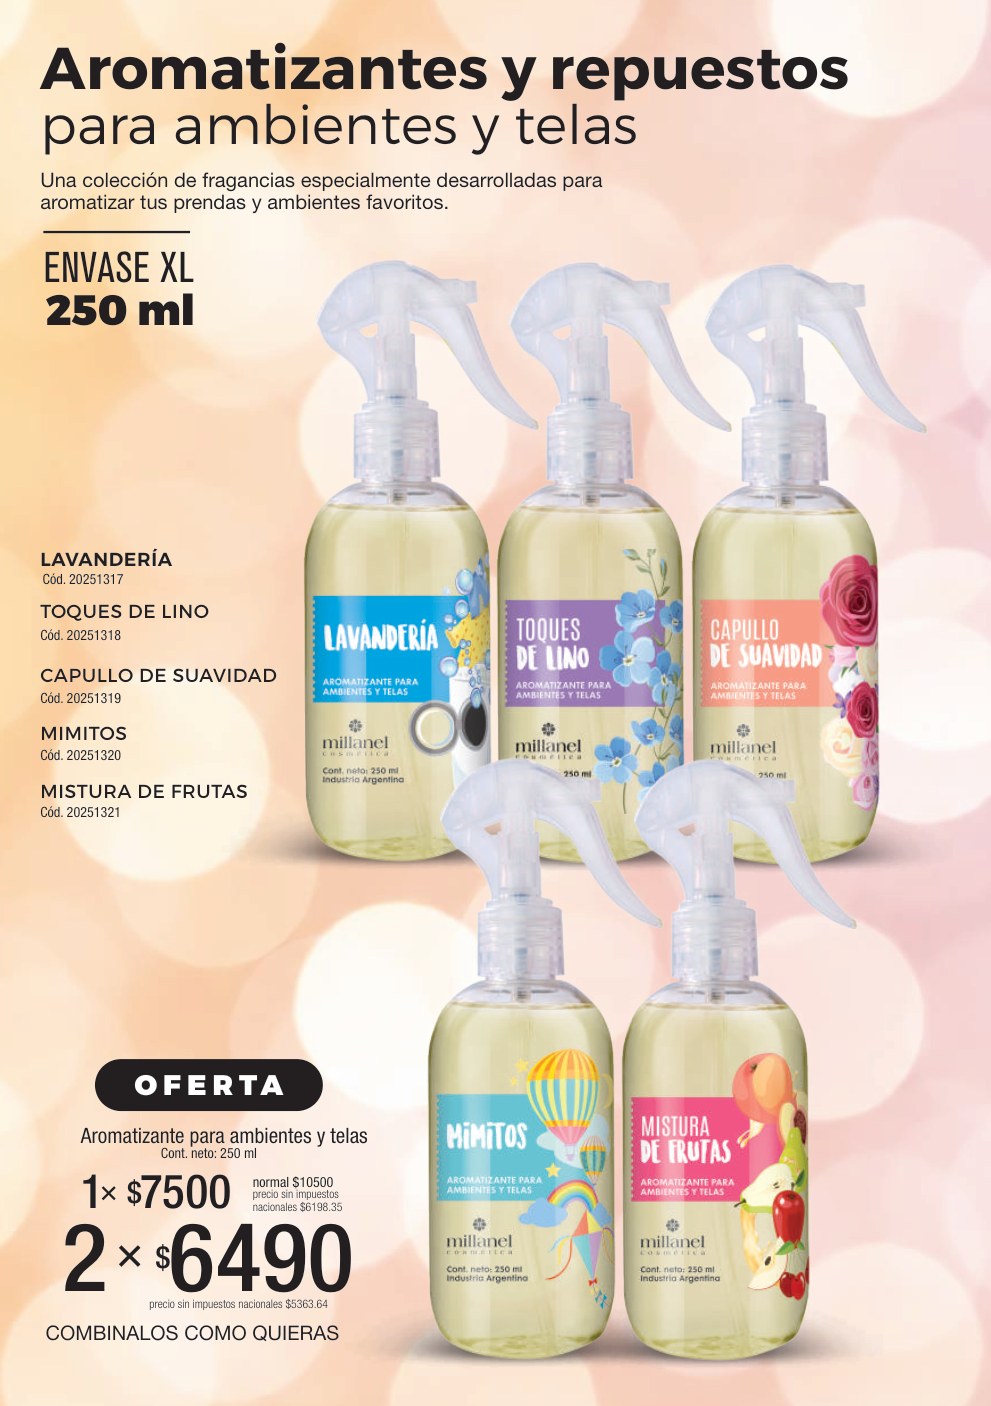 Aromatizantes y repuestos
para ambientes y telas
Una colección de fragancias especialmente desarrolladas para
aromatizar tus prendas y ambientes favoritos.
ENVASE XL
250 ml
LAVANDERÍA
Cód. 20251317
TOQUES DE LINO
Cód. 20251318
CAPULLO DE SUAVIDAD
Cód. 20251319
MIMITOS
Cód. 20251320
MISTURA DE FRUTAS
Cód. 20251321
LAVANDERÍA
AROMATIZANTE PARA
AMBIENTES Y TELAS
millanel
cosmética
Cont. neto: 250 ml
Industria Argentina
TOQUES
DE LINO
AROMATIZANTE PARA
AMBIENTES Y TELAS
millanel
cosmética
250 ml
CAPULLO
DE SUAVIDAD
AROMATIZANTE PARA
AMBIENTES Y TELAS
millanel
cosmética
250 ml
MIMITOS
AROMATIZANTE PARA
AMBIENTES Y TELAS
millanel
cosmética
Cont. neto: 250 ml
Industria Argentina
MISTURA
DE FRUTAS
AROMATIZANTE PARA
AMBIENTES Y TELAS
millanel
cosmética
Cont. neto: 250 ml
Industria Argentina
OFERTA
Aromatizante para ambientes y telas
Cont. neto: 250 ml
1× $7500
normal $10500
precio sin impuestos
nacionales $6198.35
2 × $6490
precio sin impuestos nacionales $5363.64
COMBINALOS COMO QUIERAS